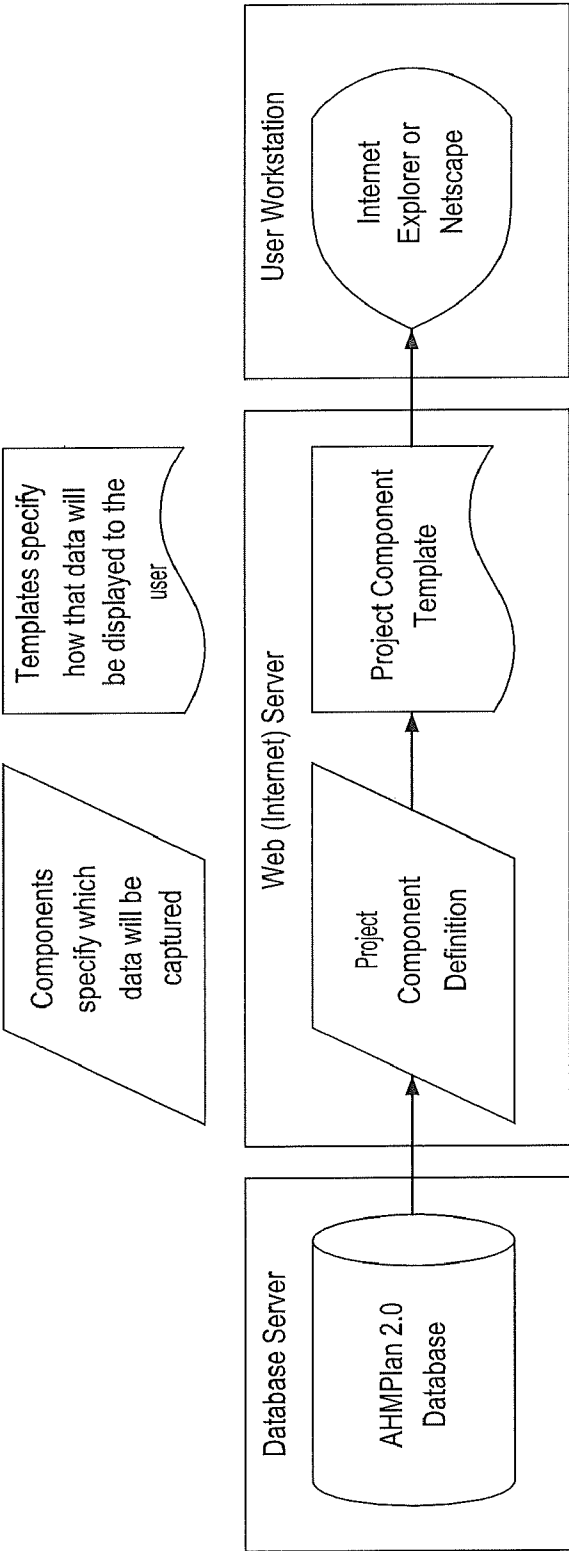 Components
specify which
data will be
captured
Templates specify
how that data will
be displayed to the
user
Database Server
AHMPlan 2.0
Database
Web (Internet) Server
Project
Component
Definition
Project Component
Template
User Workstation
Internet
Explorer or
Netscape